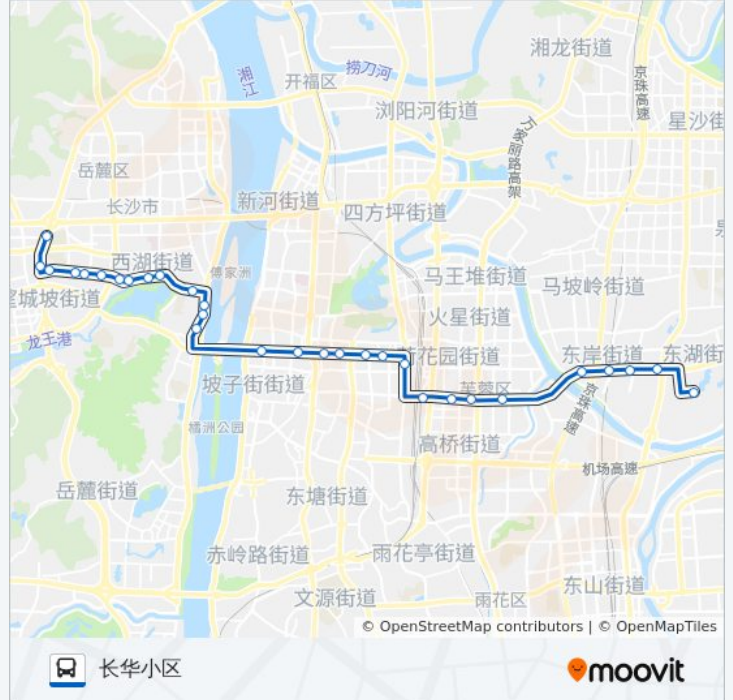 湘龙街道
湘江
捞刀河
开福区
京珠高速
浏阳河街道
万家丽路高架
星沙街
岳麓区
长沙市
新河街道
四方坪街道
西湖街道
傅家洲
马王堆街道
马坡岭街道
望城坡街道
火星街道
龙王港
东岸街道
东湖街
坡子街街道
芙蓉区
京珠高速
橘洲公园
高桥街道
机场高速
岳麓街道
东塘街道
赤岭路街道
雨花亭街道
文源街道
雨花区
东山街道
© OpenStreetMap contributors | © OpenMapTiles
长华小区
moovit